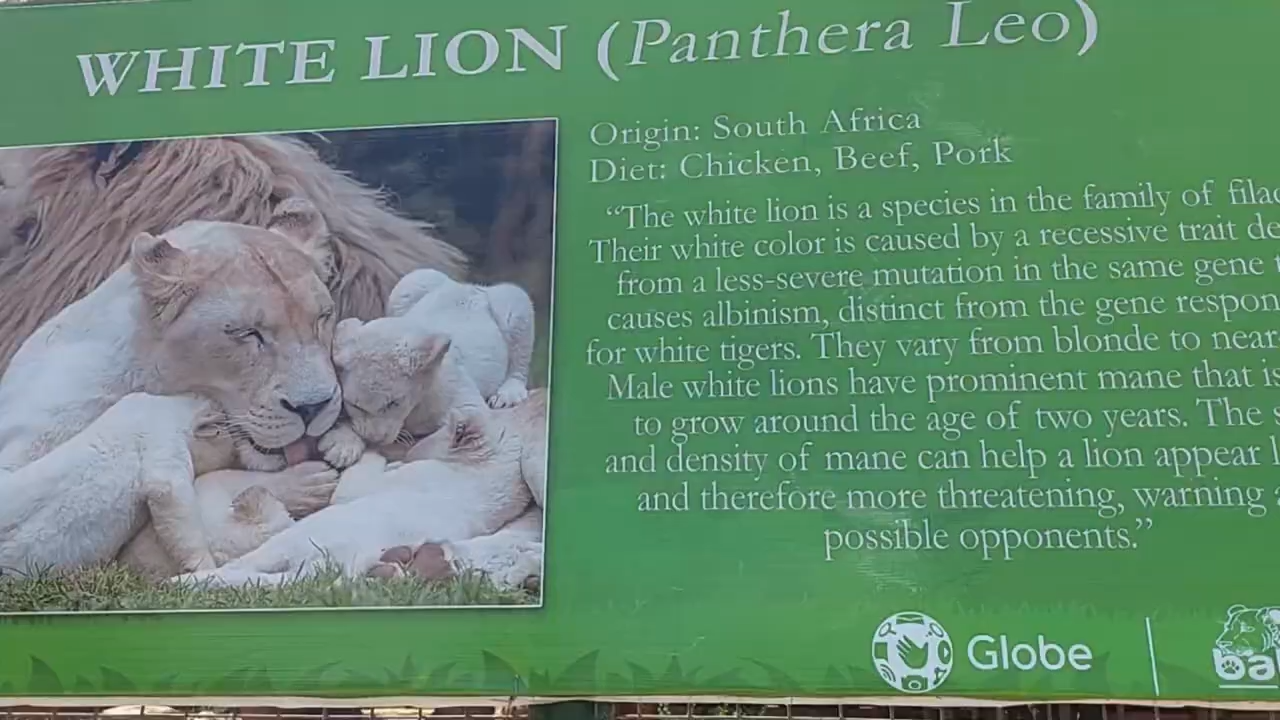 WHITE LION (Panthera Leo)
Origin: South Africa
Diet: Chicken, Beef, Pork
"The white lion is a species in the family of
Their white color is caused by a recessive trait
from a less-severe mutation in the same gene
causes albinism, distinct from the gene
for white tigers. They vary from blonde to
Male white lions have prominent mane that is
to grow around the age of two years. The
and density of mane can help a lion appear
and therefore more threatening, warning
possible opponents."
Globe